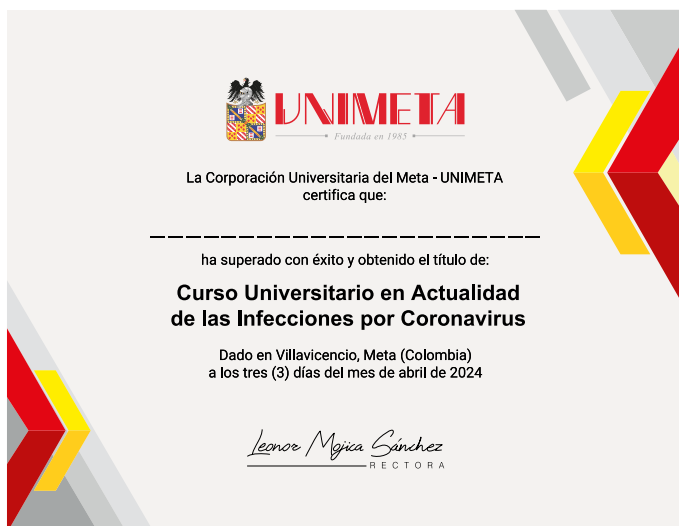 UNIMETA
Fundada en 1985
La Corporación Universitaria del Meta - UNIMETA
certifica que:
ha superado con éxito y obtenido el título de:
Curso Universitario en Actualidad
de las Infecciones por Coronavirus
Dado en Villavicencio, Meta (Colombia)
a los tres (3) días del mes de abril de 2024
Leonor Mojica Sánchez
RECTORA